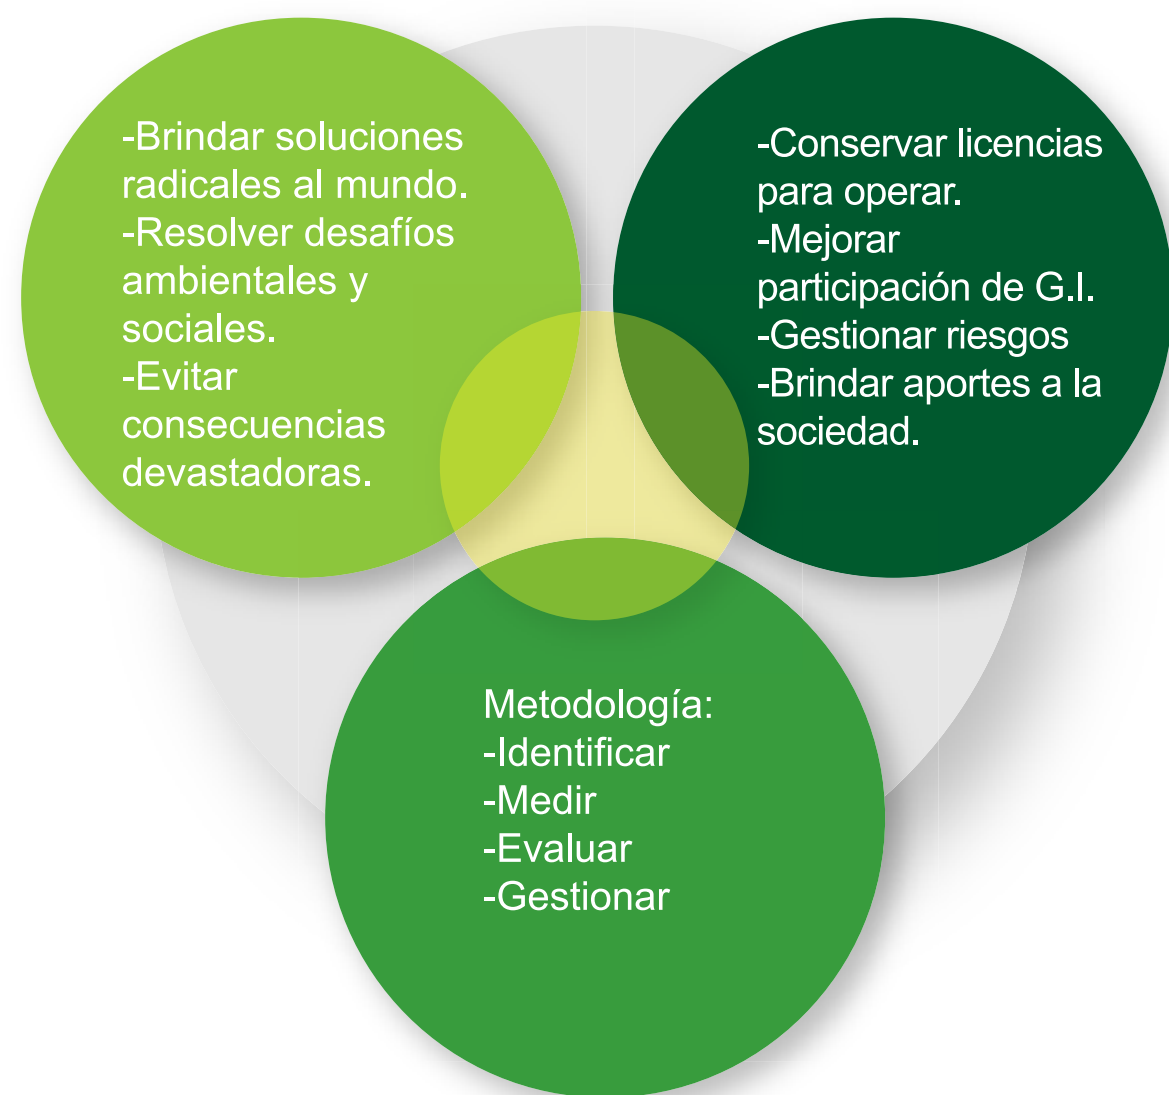 -Brindar soluciones
radicales al mundo.
-Resolver desafíos
ambientales y
sociales.
-Evitar
consecuencias
devastadoras.
-Conservar licencias
para operar.
-Mejorar
participación de G.I.
-Gestionar riesgos
-Brindar aportes a la
sociedad.
Metodología:
-Identificar
-Medir
-Evaluar
-Gestionar